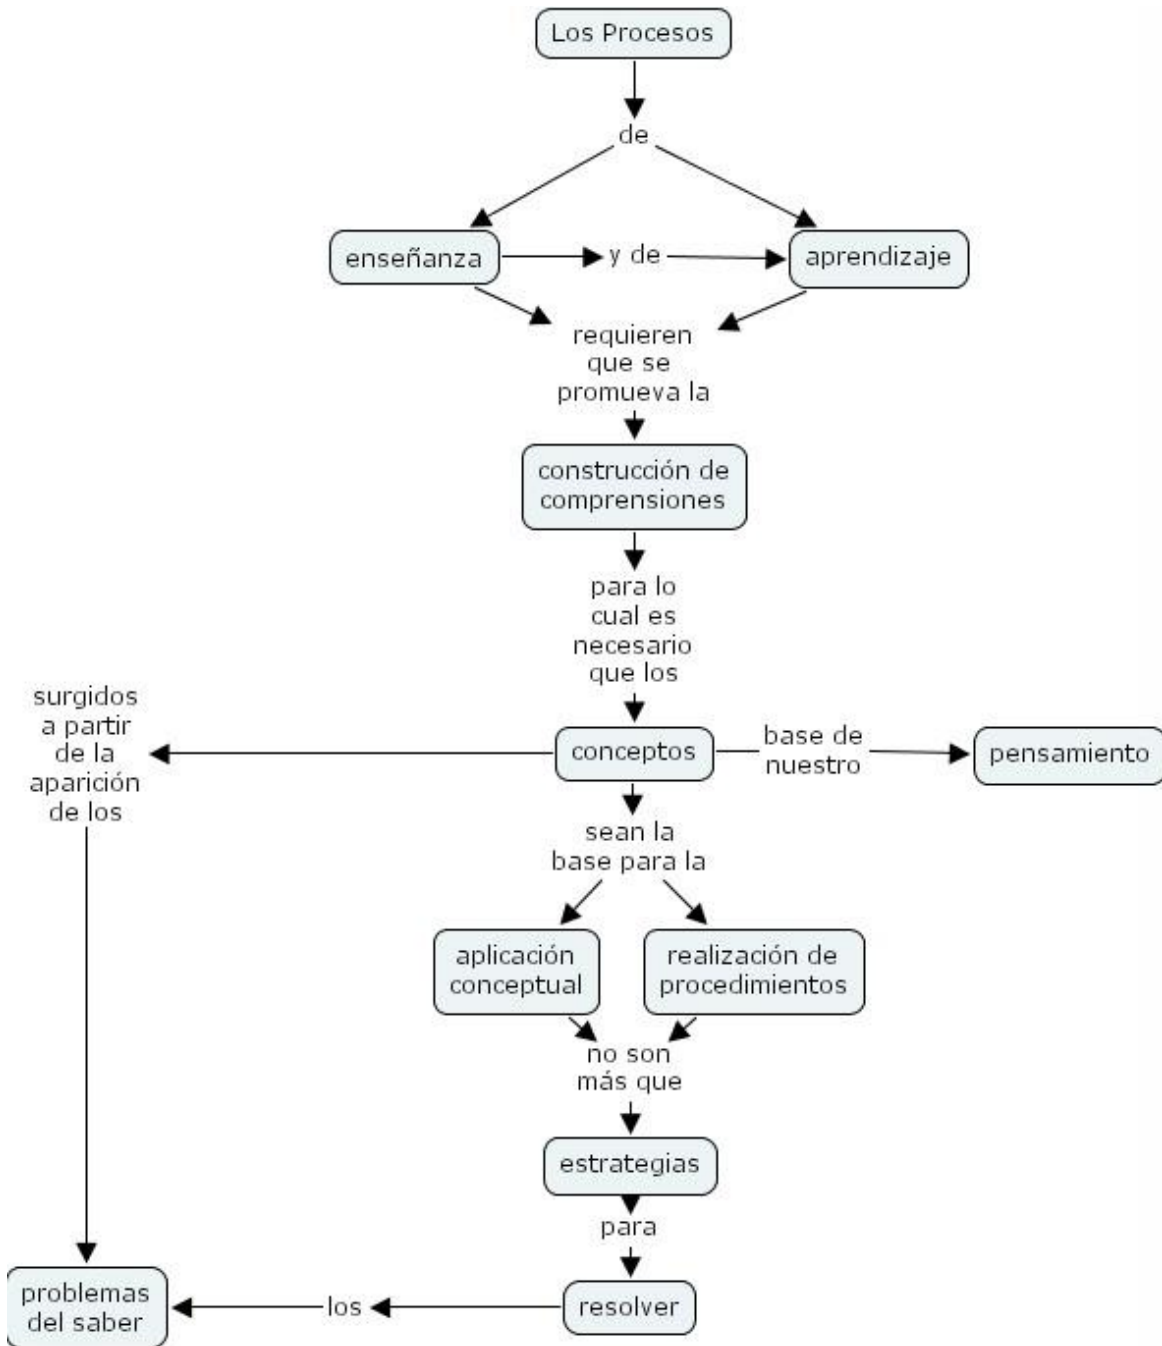 Los Procesos
de
enseñanza
y de
aprendizaje
requieren
que se
promueva la
construcción de
comprensiones
para lo
cual es
necesario
que los
surgidos
a partir
de la
aparición
de los
conceptos
base de
nuestro
pensamiento
sean la
base para la
aplicación
conceptual
realización de
procedimientos
no son
más que
estrategias
para
resolver
los
problemas
del saber